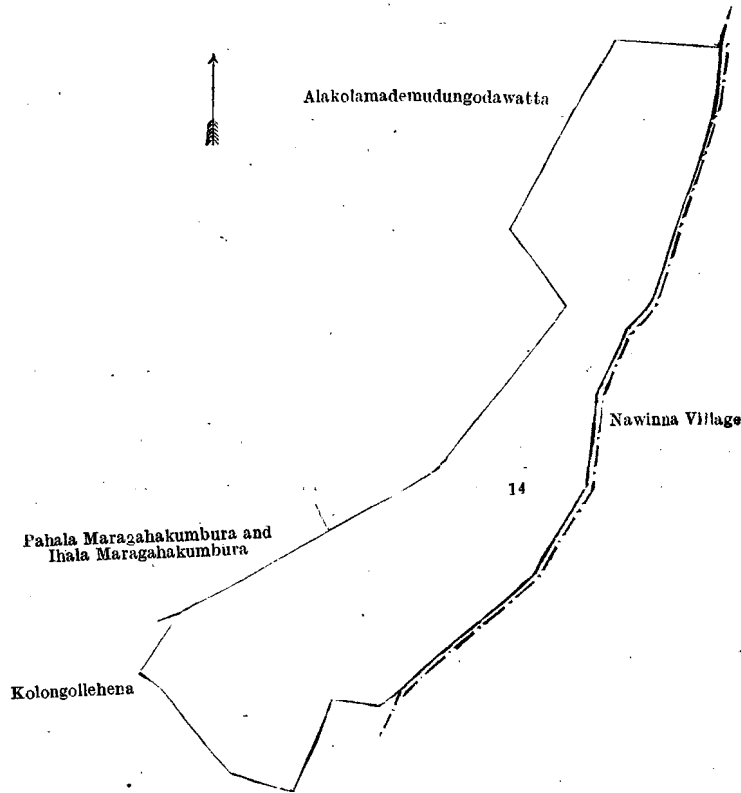 Alakolamademudungodawatta
Nawinna Village
14
Pahala Maragahakumbura and
Ihala Maragahakumbura
Kolongollehena